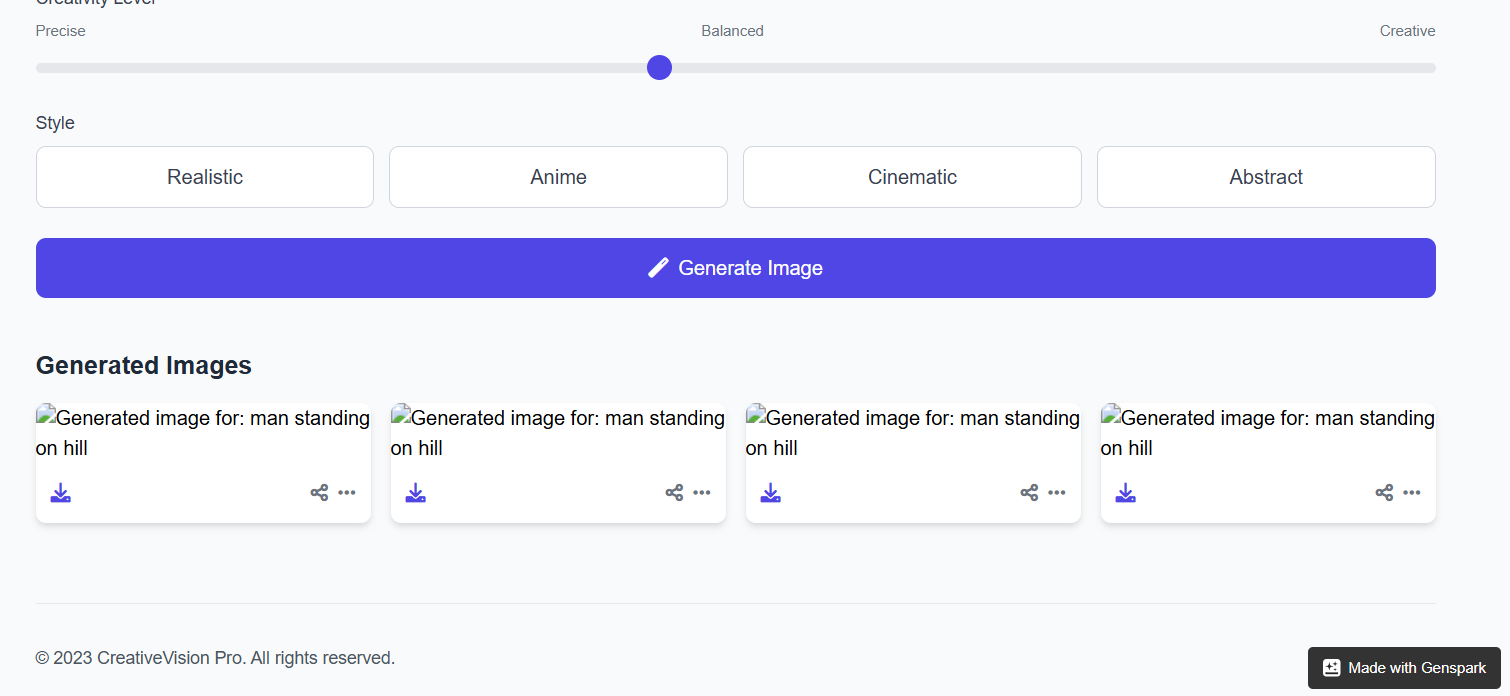 Creativity Level
Precise Balanced Creative
Style
Realistic Anime Cinematic Abstract
Generate Image
Generated Images
Generated image for: man standing on hill
Generated image for: man standing on hill
Generated image for: man standing on hill
Generated image for: man standing on hill
© 2023 CreativeVision Pro. All rights reserved.
Made with Genspark